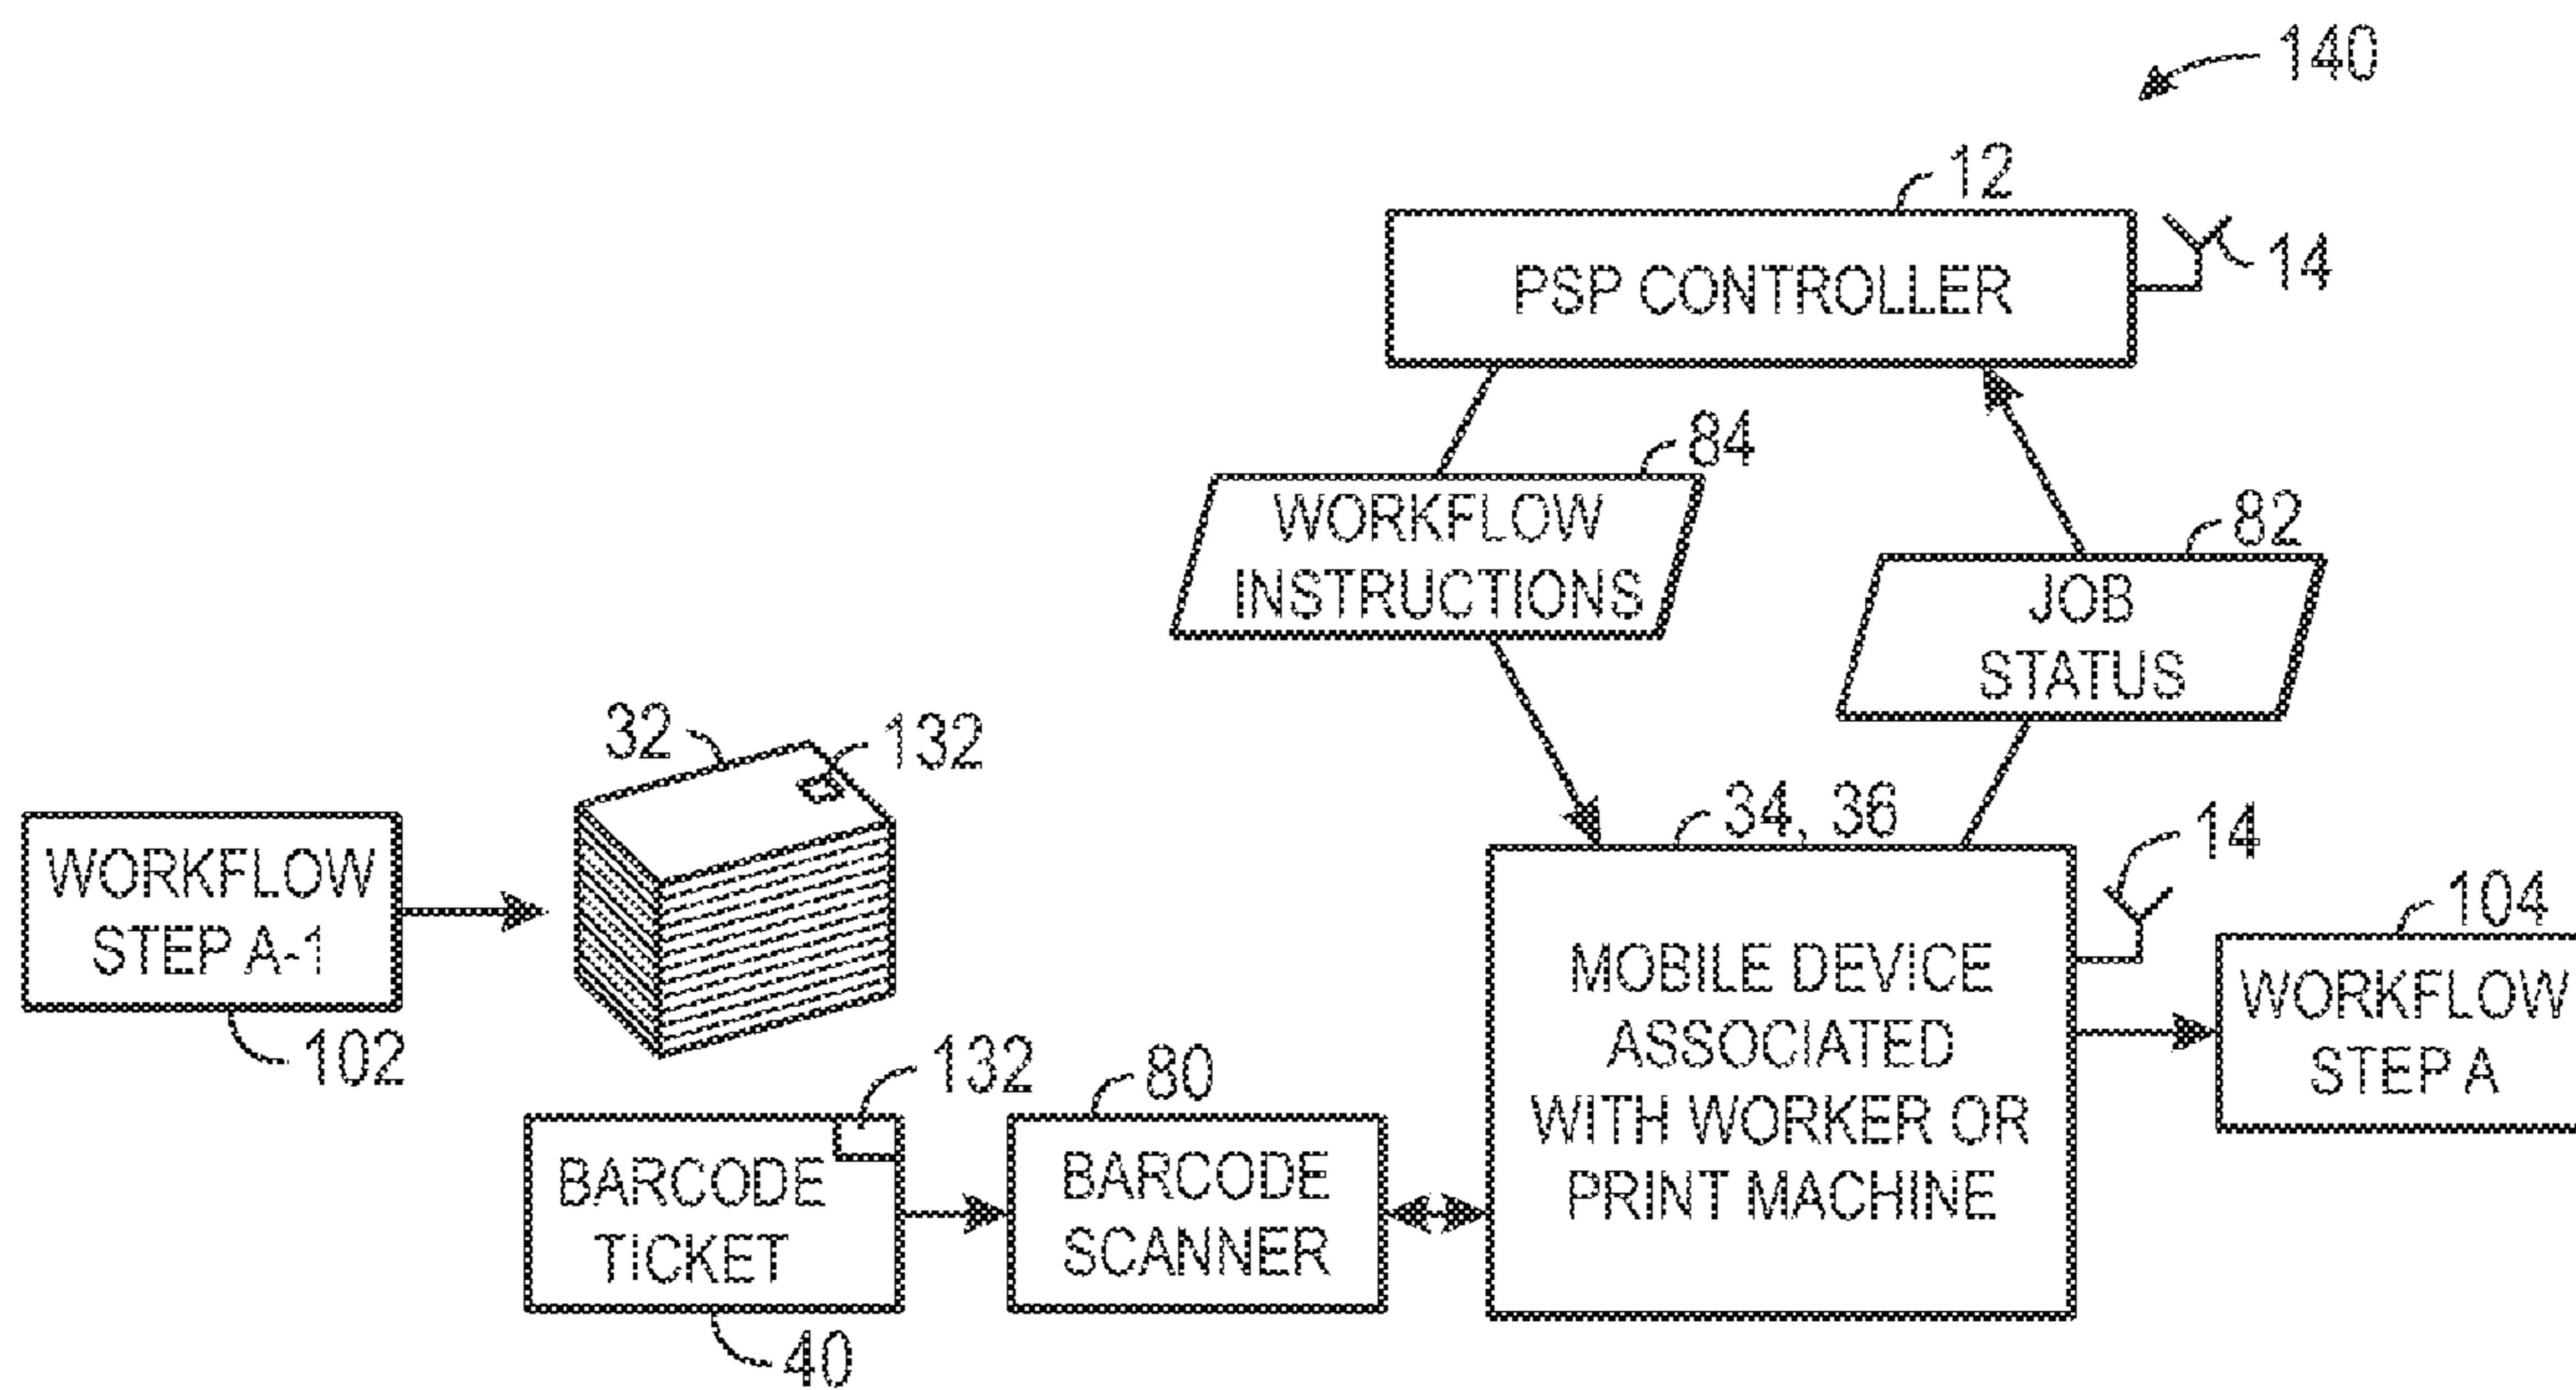 140
12
PSP CONTROLLER
14
84
WORKFLOW
INSTRUCTIONS
82
JOB
STATUS
32
132
34, 36
14
WORKFLOW
STEP A-1
102
MOBILE DEVICE
ASSOCIATED
WITH WORKER OR
PRINT MACHINE
104
WORKFLOW
STEP A
132
80
BARCODE
TICKET
BARCODE
SCANNER
40